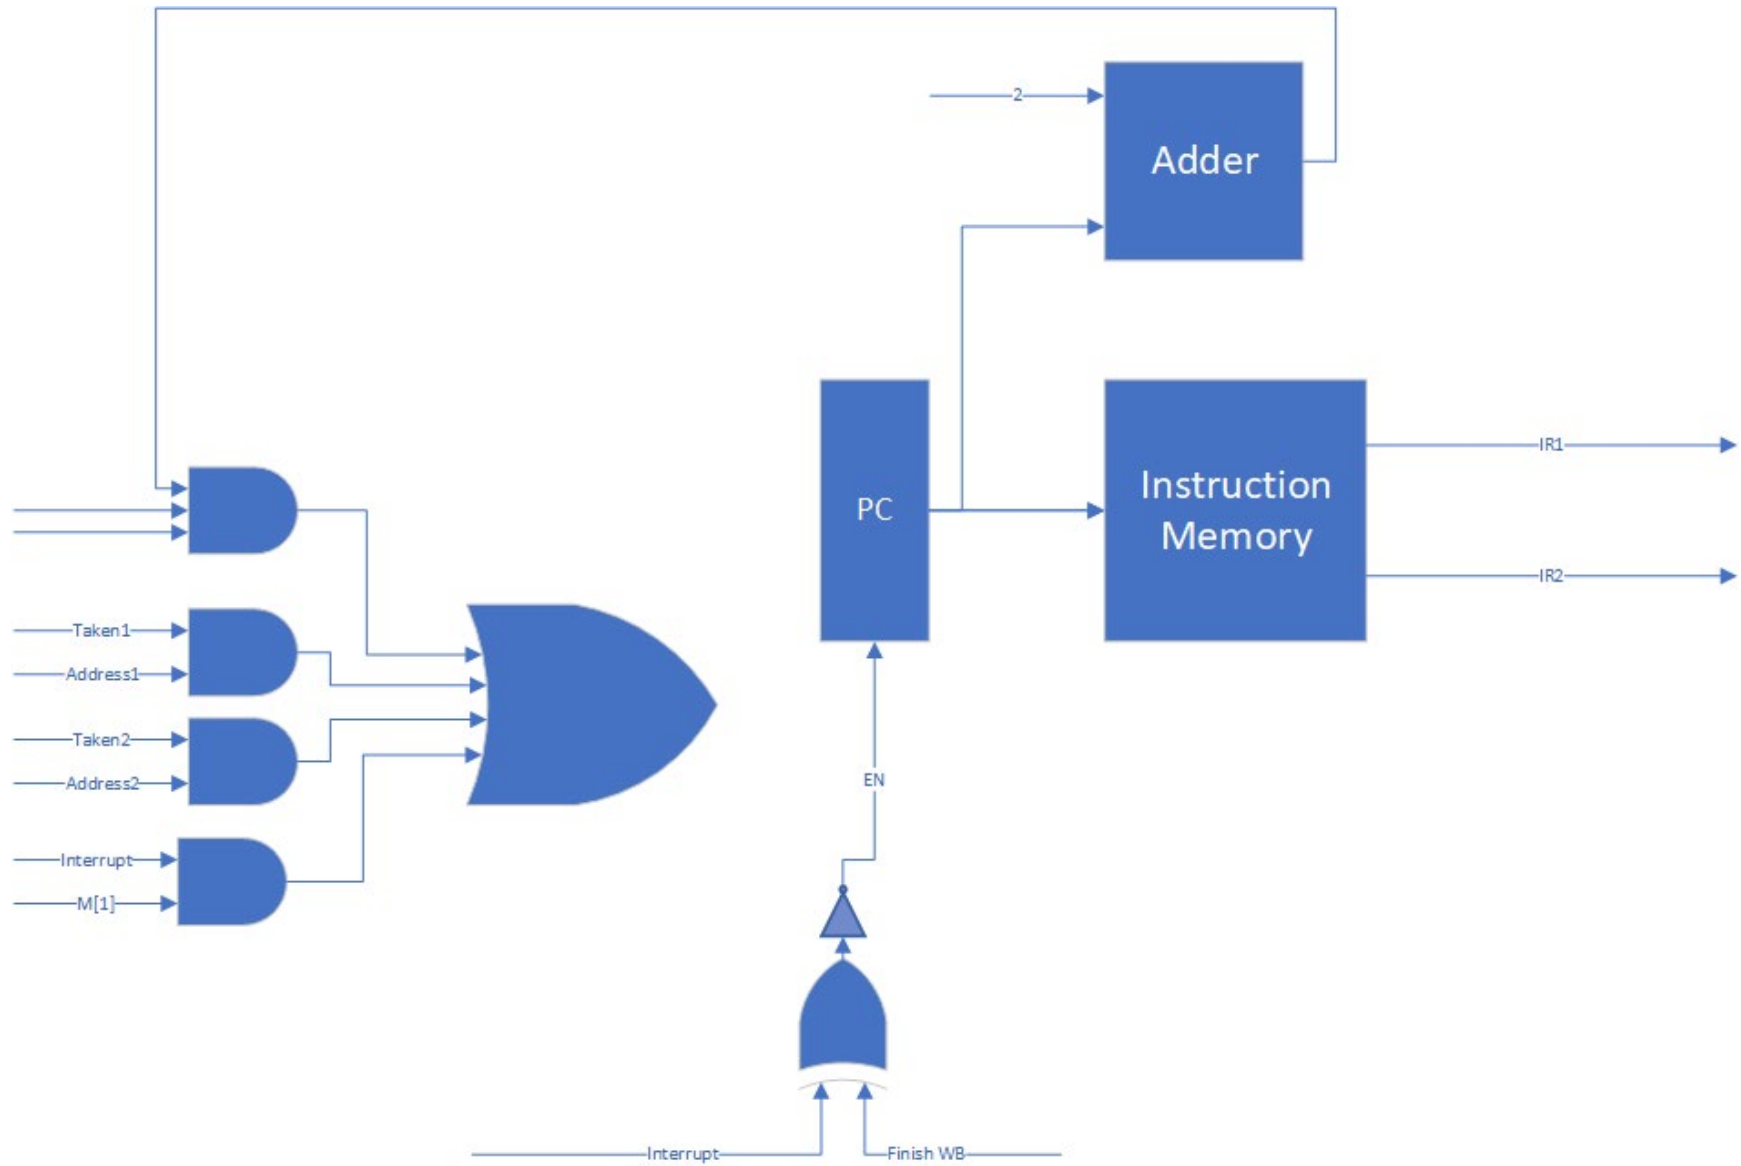 2
Adder
PC
Instruction
Memory
IR1
IR2
Taken1
Address1
Taken2
Address2
Interrupt
M[1]
EN
Interrupt
Finish WB